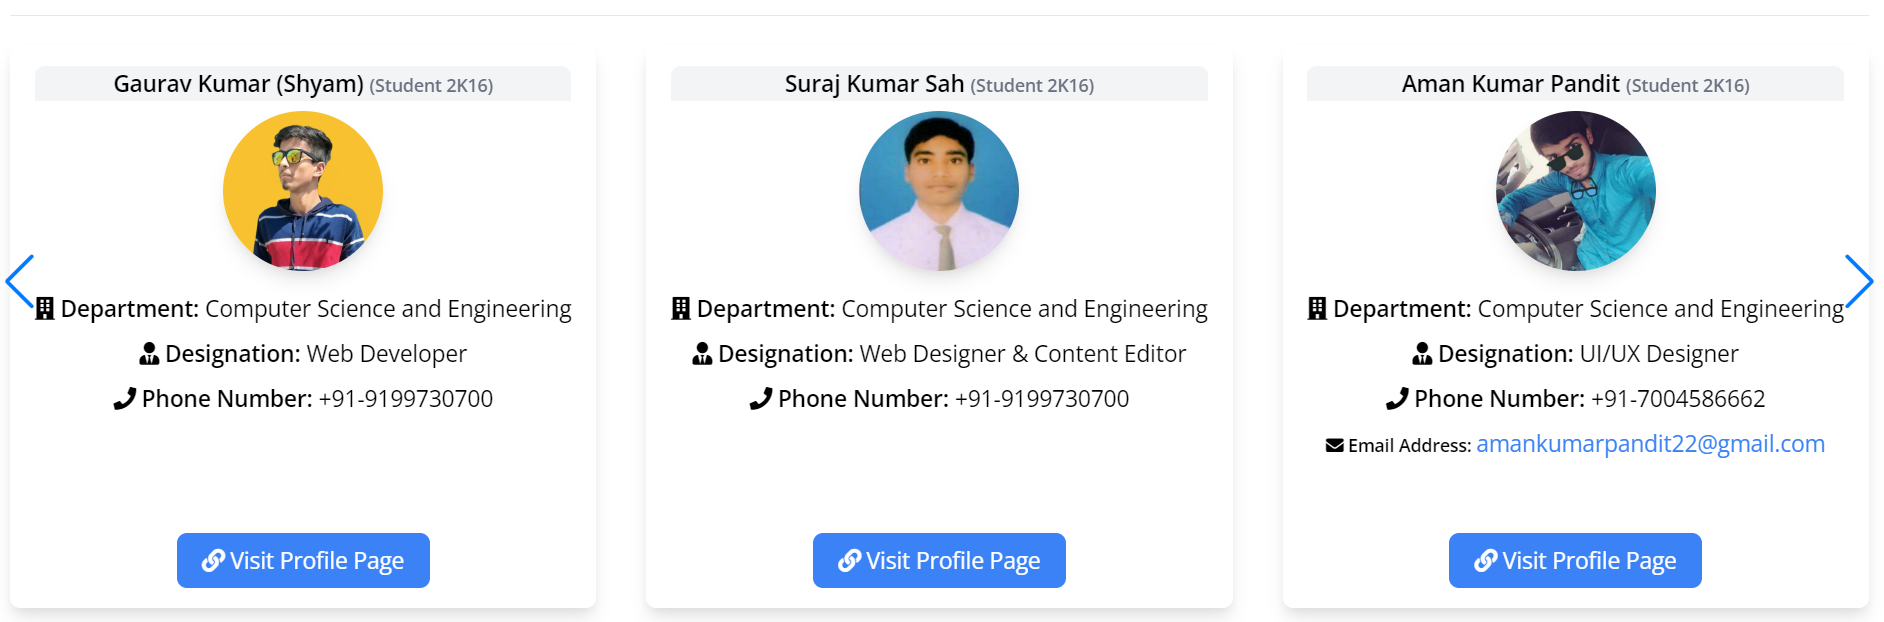 Gaurav Kumar (Shyam) (Student 2K16)
Department: Computer Science and Engineering
Designation: Web Developer
Phone Number: +91-9199730700
Visit Profile Page
Suraj Kumar Sah (Student 2K16)
Department: Computer Science and Engineering
Designation: Web Designer & Content Editor
Phone Number: +91-9199730700
Visit Profile Page
Aman Kumar Pandit (Student 2K16)
Department: Computer Science and Engineering
Designation: UI/UX Designer
Phone Number: +91-7004586662
Email Address: amankumarpandit22@gmail.com
Visit Profile Page